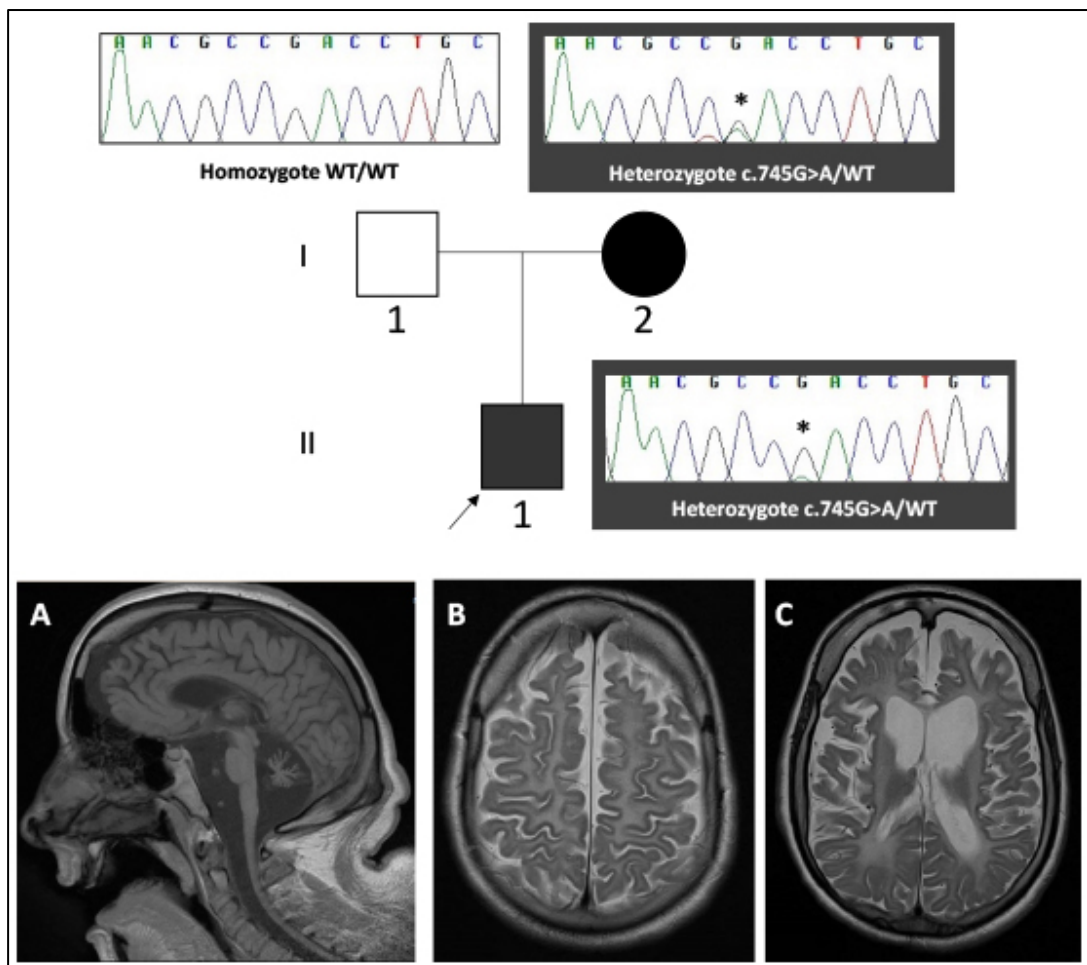 A A C G C C G A C C T G C
Homozygote WT/WT
A A C G C C G A C C T G C
*
Heterozygote c.745G>A/WT
I
1
2
A A C G C C G A C C T G C
*
Heterozygote c.745G>A/WT
II
1
A
B
C